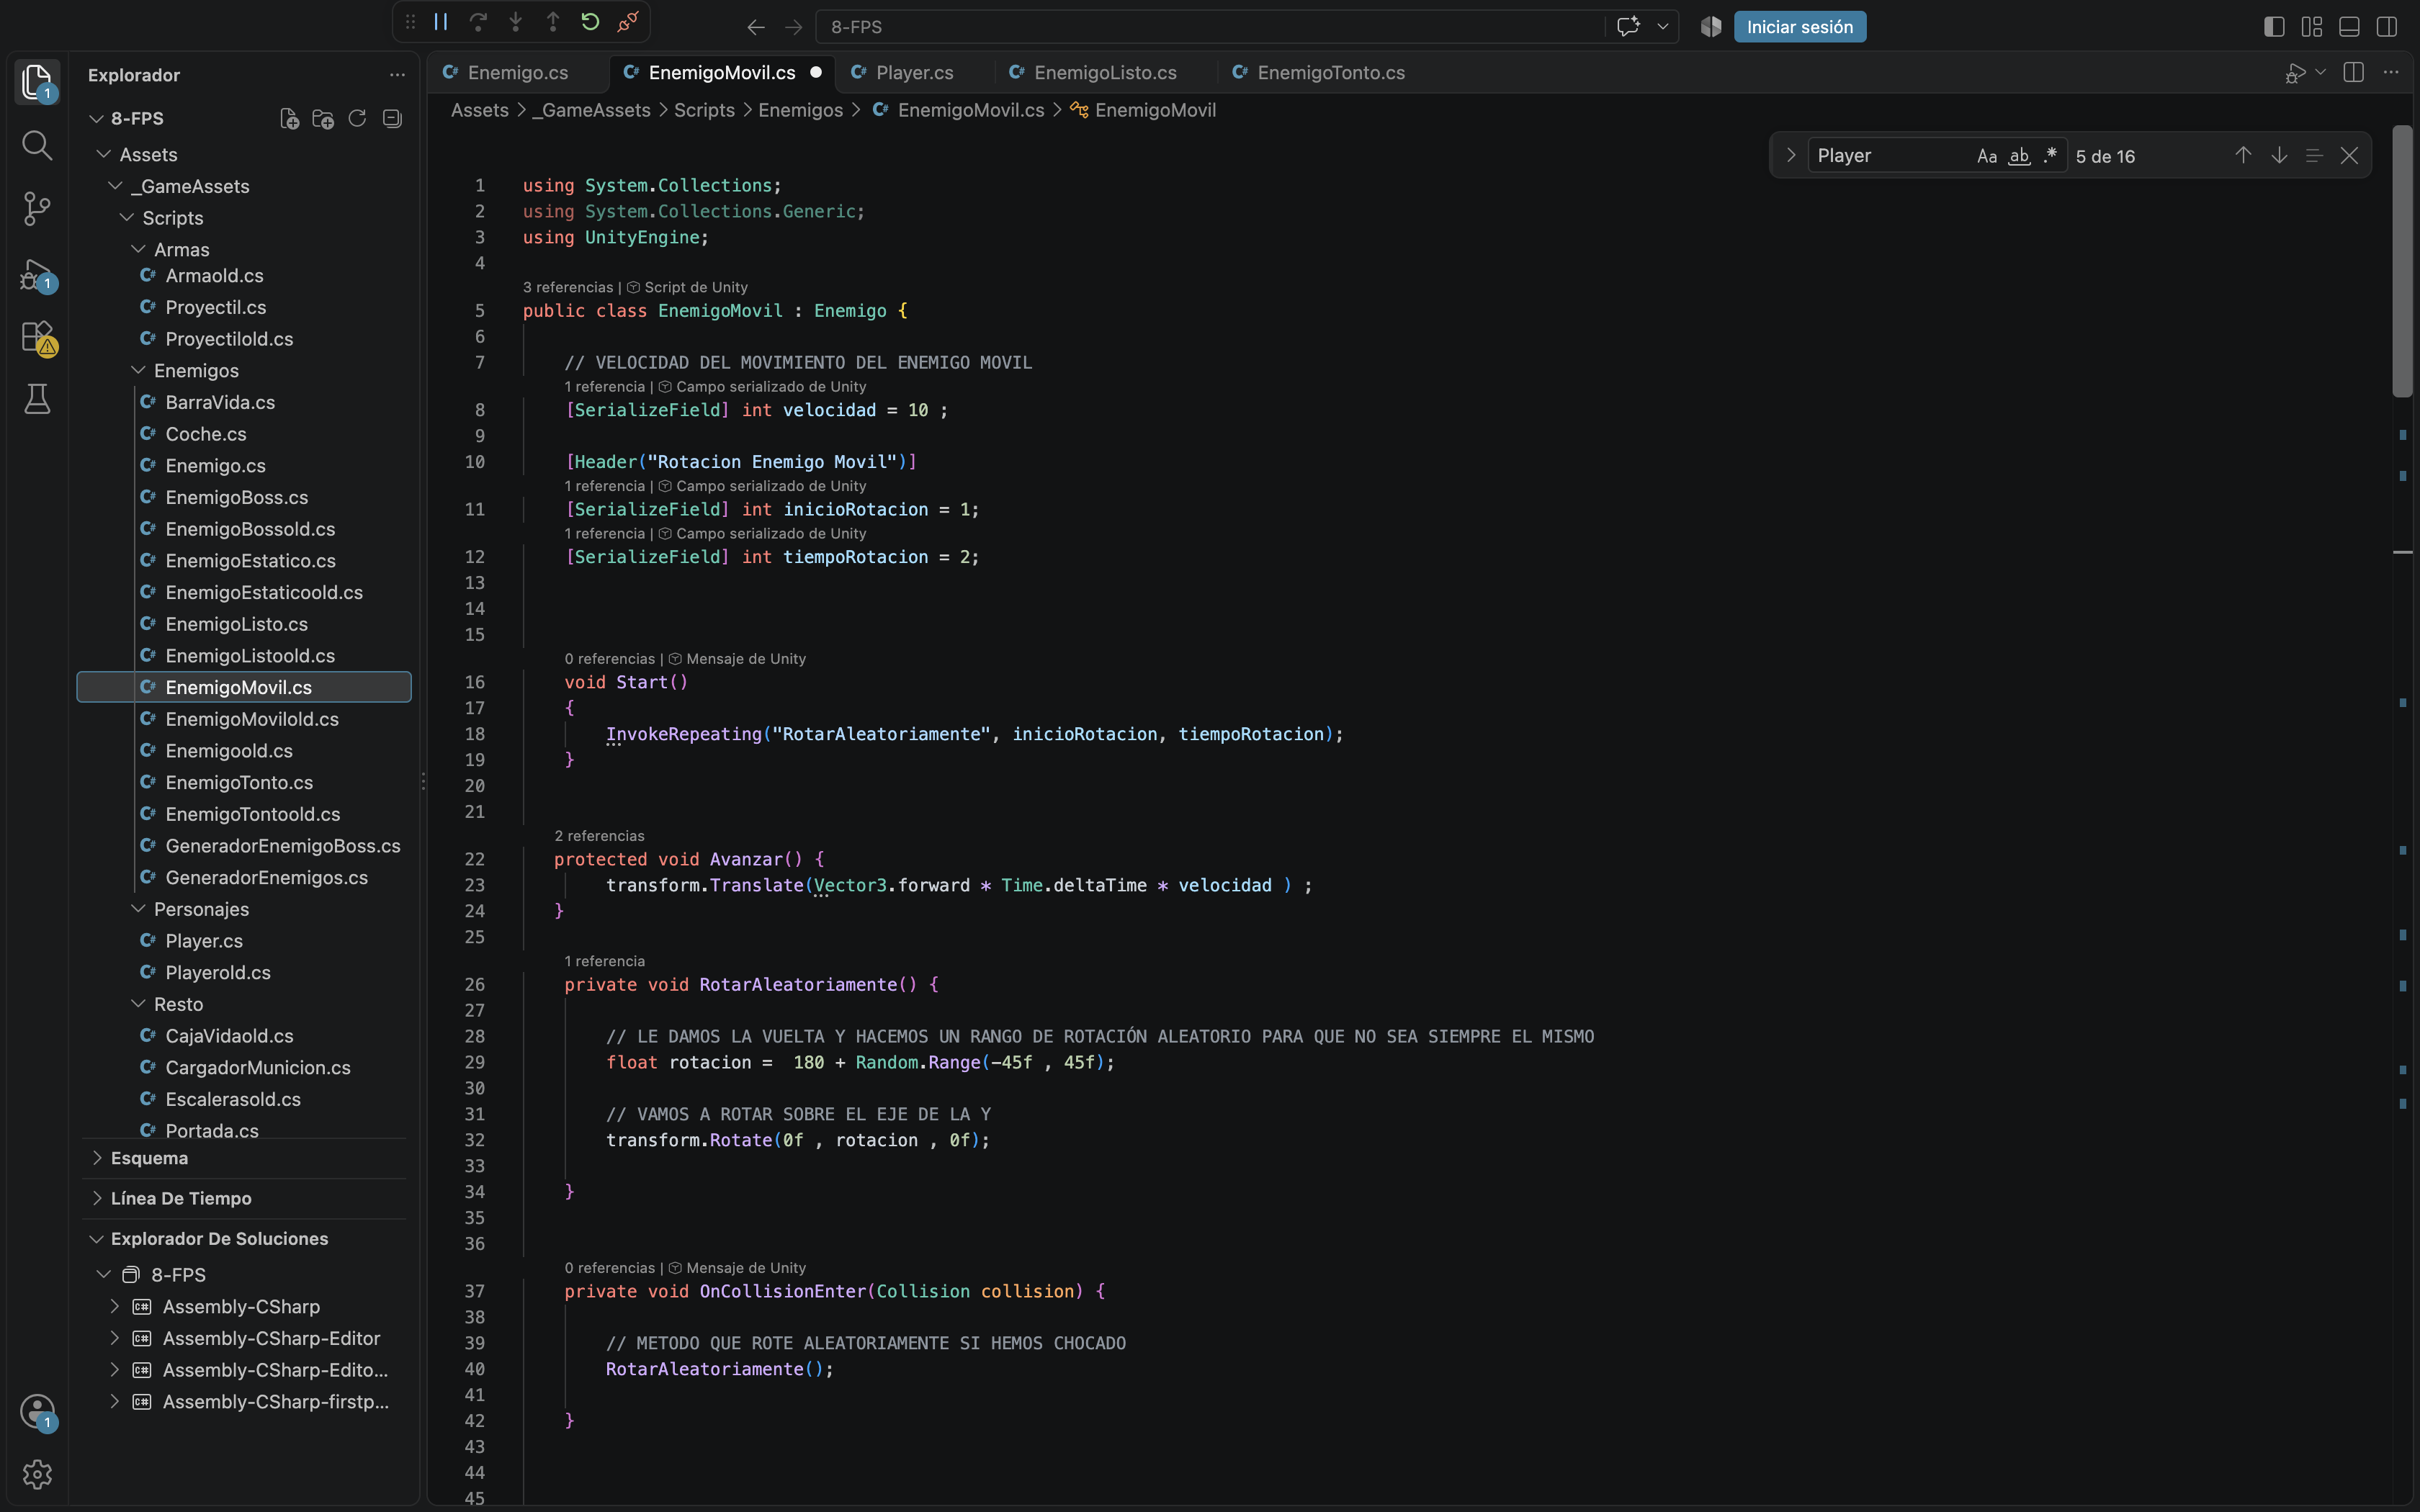 8-FPS
Iniciar sesión
Explorador
8-FPS
Assets
_GameAssets
Scripts
Armas
Armaold.cs
Proyectil.cs
Proyectilold.cs
Enemigos
BarraVida.cs
Coche.cs
Enemigo.cs
EnemigoBoss.cs
EnemigoBossold.cs
EnemigoEstatico.cs
EnemigoEstaticoold.cs
EnemigoListo.cs
EnemigoListoold.cs
EnemigoMovil.cs
EnemigoMovilold.cs
Enemigoold.cs
EnemigoTonto.cs
EnemigoTontoold.cs
GeneradorEnemigoBoss.cs
GeneradorEnemigos.cs
Personajes
Player.cs
Playerold.cs
Resto
CajaVidaold.cs
CargadorMunicion.cs
Escalerasold.cs
Portada.cs
Esquema
Línea De Tiempo
Explorador De Soluciones
8-FPS
Assembly-CSharp
Assembly-CSharp-Editor
Assembly-CSharp-Edito...
Assembly-CSharp-firstp...
1
1
1
Enemigo.cs EnemigoMovil.cs Player.cs EnemigoListo.cs EnemigoTonto.cs
Assets > _GameAssets > Scripts > Enemigos > EnemigoMovil.cs > EnemigoMovil
Player Aa ab .* 5 de 16
1 using System.Collections;
2 using System.Collections.Generic;
3 using UnityEngine;
4
3 referencias | Script de Unity
5 public class EnemigoMovil : Enemigo {
6
7 // VELOCIDAD DEL MOVIMIENTO DEL ENEMIGO MOVIL
1 referencia | Campo serializado de Unity
8 [SerializeField] int velocidad = 10 ;
9
10 [Header("Rotacion Enemigo Movil")]
1 referencia | Campo serializado de Unity
11 [SerializeField] int inicioRotacion = 1;
1 referencia | Campo serializado de Unity
12 [SerializeField] int tiempoRotacion = 2;
13
14
15
0 referencias | Mensaje de Unity
16 void Start()
17 {
18 InvokeRepeating("RotarAleatoriamente", inicioRotacion, tiempoRotacion);
19 }
20
21
2 referencias
22 protected void Avanzar() {
23 transform.Translate(Vector3.forward * Time.deltaTime * velocidad ) ;
24 }
25
1 referencia
26 private void RotarAleatoriamente() {
27
28 // LE DAMOS LA VUELTA Y HACEMOS UN RANGO DE ROTACIÓN ALEATORIO PARA QUE NO SEA SIEMPRE EL MISMO
29 float rotacion =  180 + Random.Range(-45f , 45f);
30
31 // VAMOS A ROTAR SOBRE EL EJE DE LA Y
32 transform.Rotate(0f , rotacion , 0f);
33
34 }
35
36
0 referencias | Mensaje de Unity
37 private void OnCollisionEnter(Collision collision) {
38
39 // METODO QUE ROTE ALEATORIAMENTE SI HEMOS CHOCADO
40 RotarAleatoriamente();
41
42 }
43
44
45